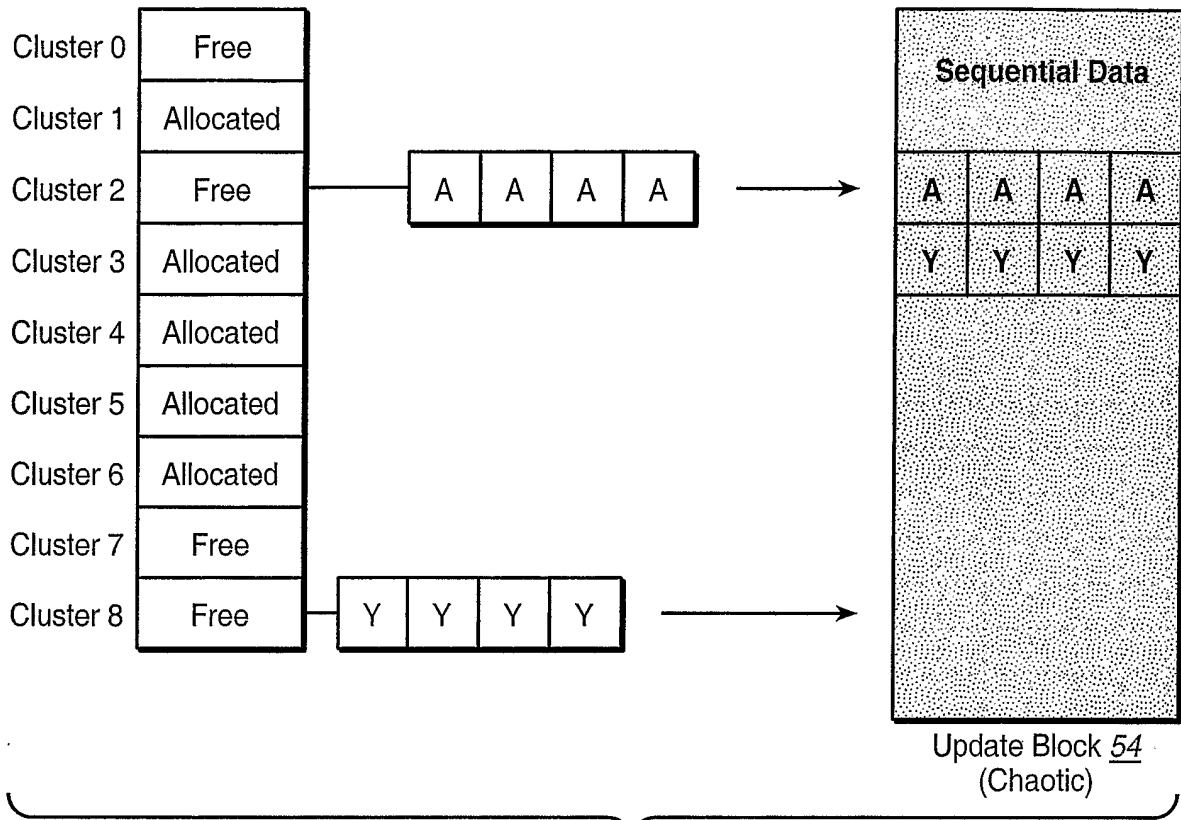 Cluster 0 Free
Sequential Data
Cluster 1 Allocated
Cluster 2 Free A A A A A A A A
Cluster 3 Allocated Y Y Y Y
Cluster 4 Allocated
Cluster 5 Allocated
Cluster 6 Allocated
Cluster 7 Free
Cluster 8 Free Y Y Y Y
Update Block 54
(Chaotic)